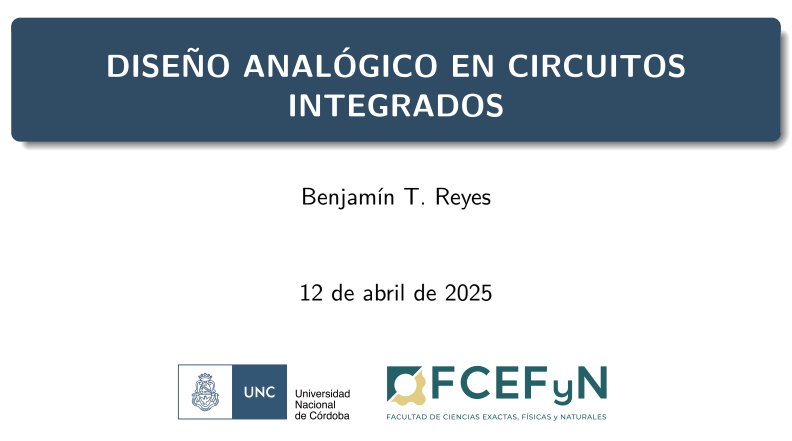 DISEÑO ANALÓGICO EN CIRCUITOS
INTEGRADOS
Benjamín T. Reyes
12 de abril de 2025
UNC
Universidad
Nacional
de Córdoba
FCEFyN
FACULTAD DE CIENCIAS EXACTAS, FÍSICAS y NATURALES